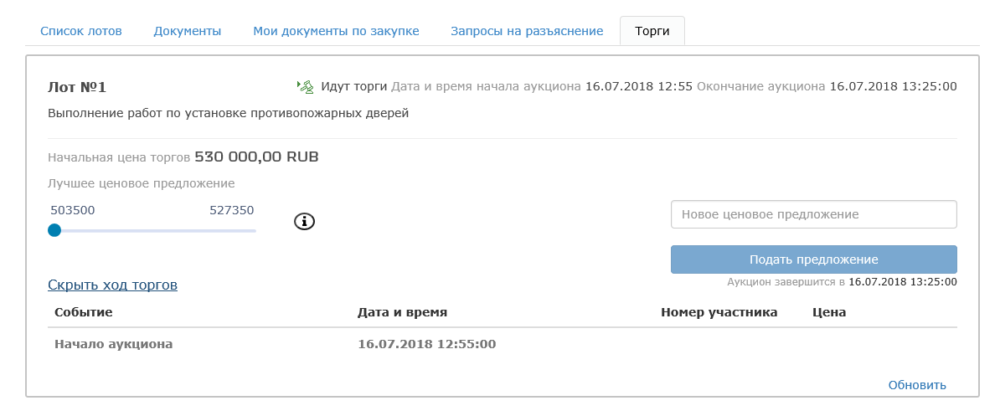 Список лотов Документы Мои документы по закупке Запросы на разъяснение Торги
Лот №1 Идут торги Дата и время начала аукциона 16.07.2018 12:55 Окончание аукциона 16.07.2018 13:25:00
Выполнение работ по установке противопожарных дверей
Начальная цена торгов 530 000,00 RUB
Лучшее ценовое предложение
503500 527350
Новое ценовое предложение
Подать предложение
Аукцион завершится в 16.07.2018 13:25:00
Скрыть ход торгов
Событие Дата и время Номер участника Цена
Начало аукциона 16.07.2018 12:55:00
Обновить